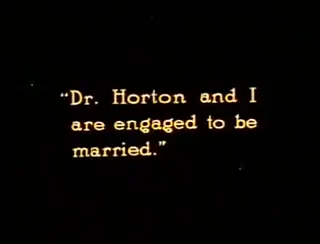 “Dr. Horton and I
are engaged to be
married.”